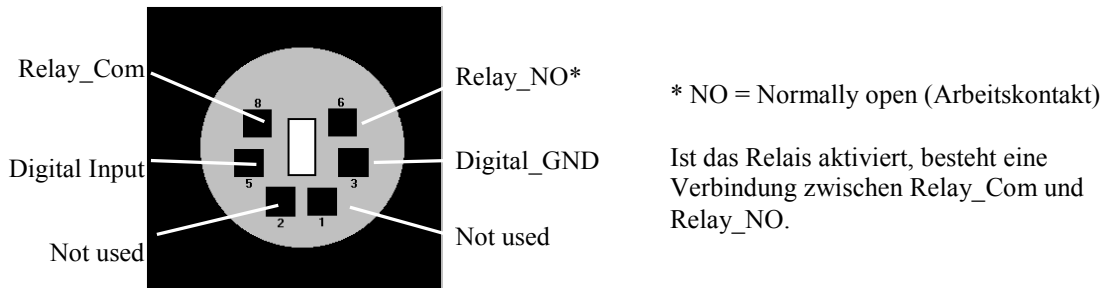 Relay_Com
Relay_NO*
8
6
Digital Input
Digital_GND
5
3
2
1
Not used
Not used
* NO = Normally open (Arbeitskontakt)
Ist das Relais aktiviert, besteht eine
Verbindung zwischen Relay_Com und
Relay_NO.